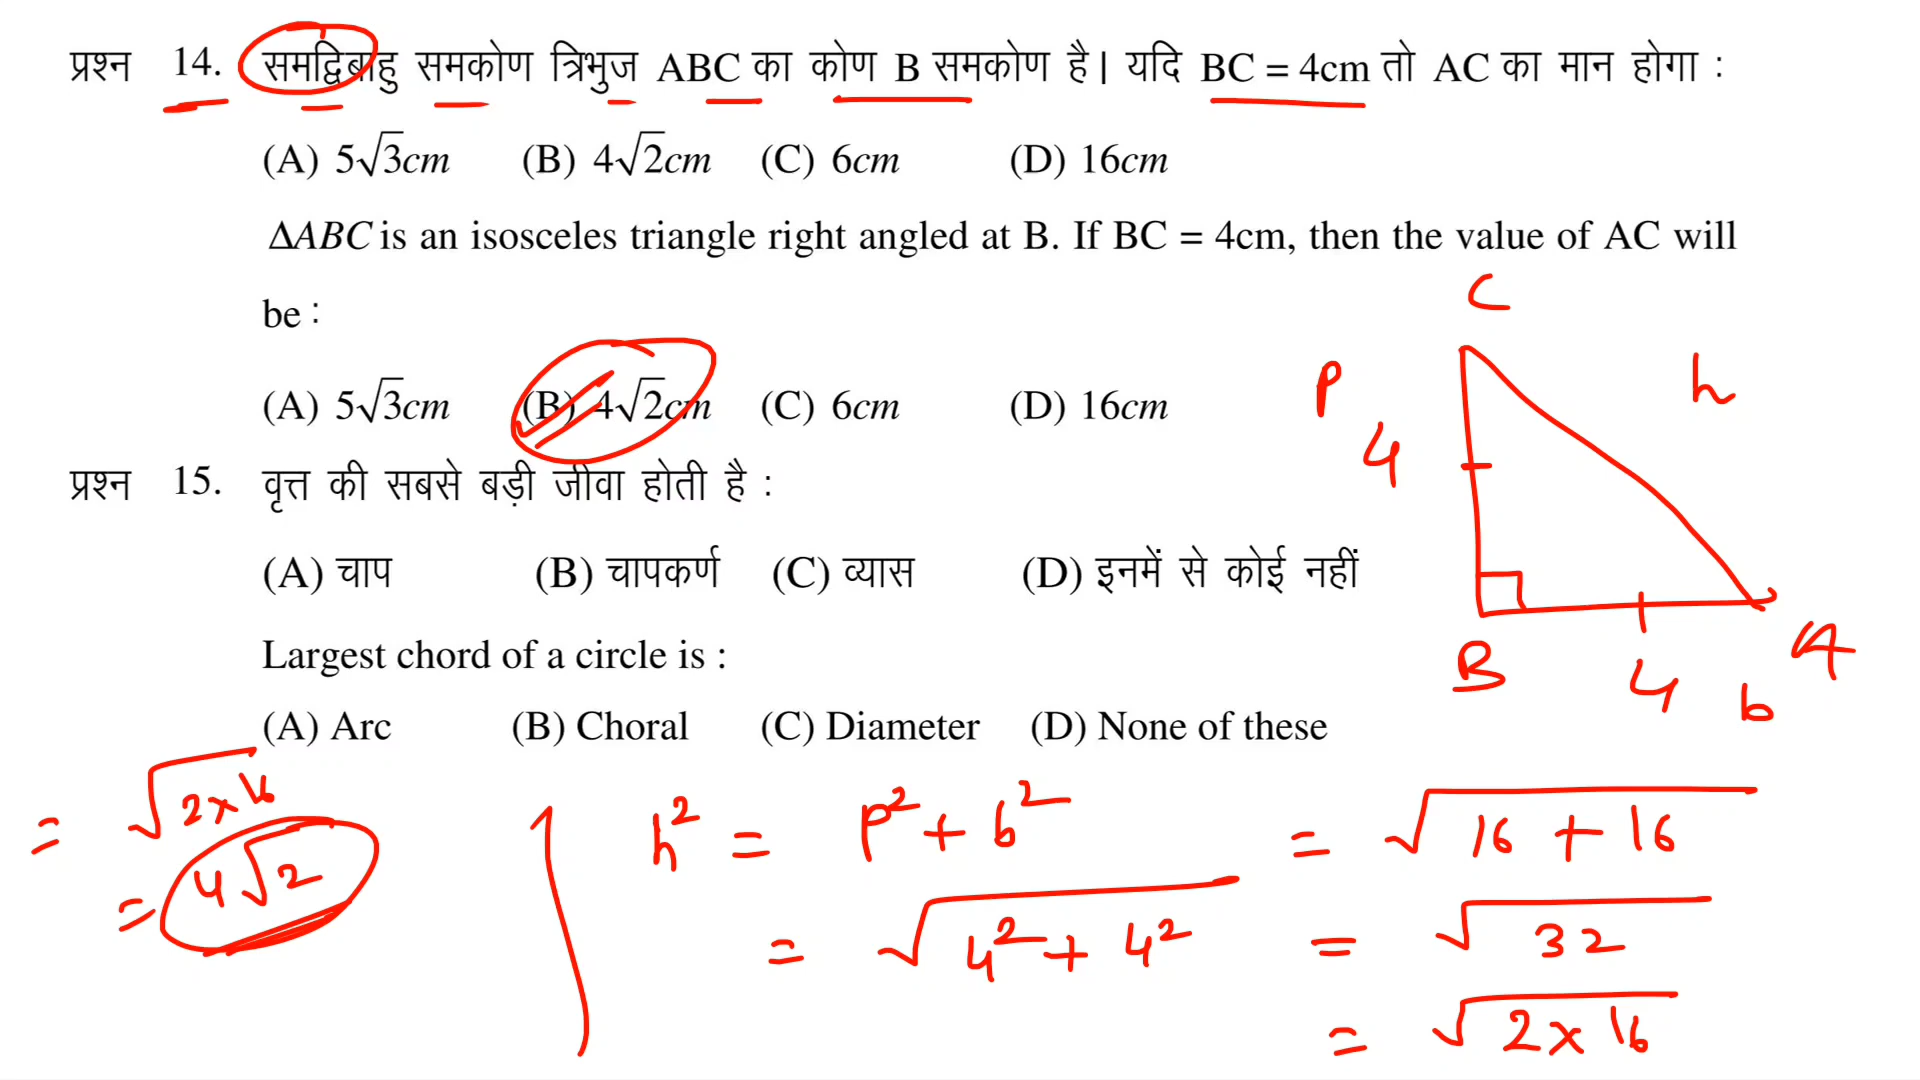 प्रश्न 14. समद्विबाहु समकोण त्रिभुज ABC का कोण B समकोण है। यदि BC = 4cm तो AC का मान होगा :
(A) 5√3cm (B) 4√2cm (C) 6cm (D) 16cm
ΔABC is an isosceles triangle right angled at B. If BC = 4cm, then the value of AC will
be :
(A) 5√3cm (B) 4√2cm (C) 6cm (D) 16cm
प्रश्न 15. वृत्त की सबसे बड़ी जीवा होती है :
(A) चाप (B) चापकर्ण (C) व्यास (D) इनमें से कोई नहीं
Largest chord of a circle is :
(A) Arc (B) Choral (C) Diameter (D) None of these
C
P
h
4
B
A
4
b
h² = P² + b²
= √4² + 4²
= √16 + 16
= √32
= √2 x 16
= √2 x 16
= 4√2